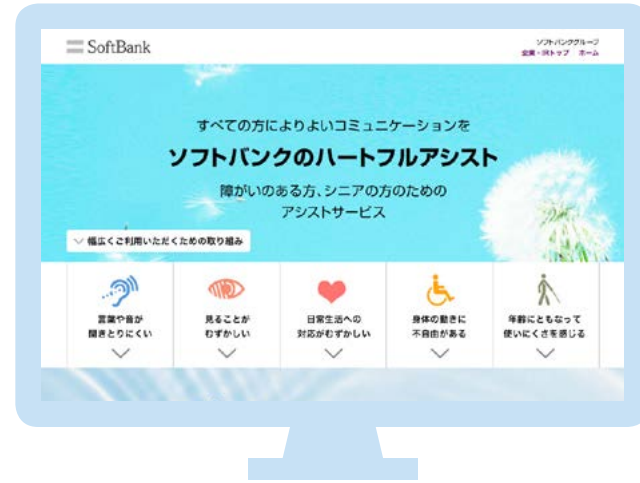 SoftBank
ソフトバンクグループ
企業・IRトップ ホーム
すべての方によりよいコミュニケーションを
ソフトバンクのハートフルアシスト
障がいのある方、シニアの方のための
アシストサービス
幅広くご利用いただくための取り組み
言葉や音が
聞きとりにくい
見ることが
むずかしい
日常生活への
対応がむずかしい
身体の動きに
不自由がある
年齢にともなって
使いにくさを感じる